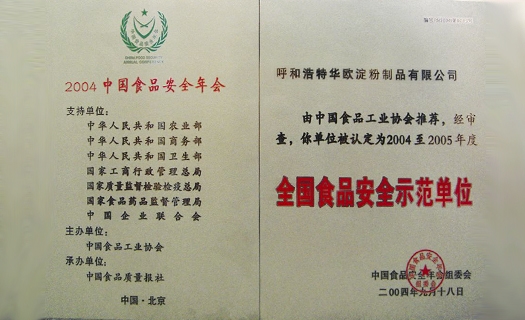 CHINA FOOD SECURITY
ANNUAL CONFERENCE
2004 中国食品安全年会
支持单位：
中华人民共和国农业部
中华人民共和国商务部
中华人民共和国卫生部
国家工商行政管理总局
国家质量监督检验检疫总局
国家食品药品监督管理局
中国企业联合会
主办单位：
中国食品工业协会
承办单位：
中国食品质量报社
中国·北京
呼和浩特华欧淀粉制品有限公司
由中国食品工业协会推荐，经审
查，你单位被认定为2004至2005年度
全国食品安全示范单位
中国食品安全年会组委会
二00四年九月十八日